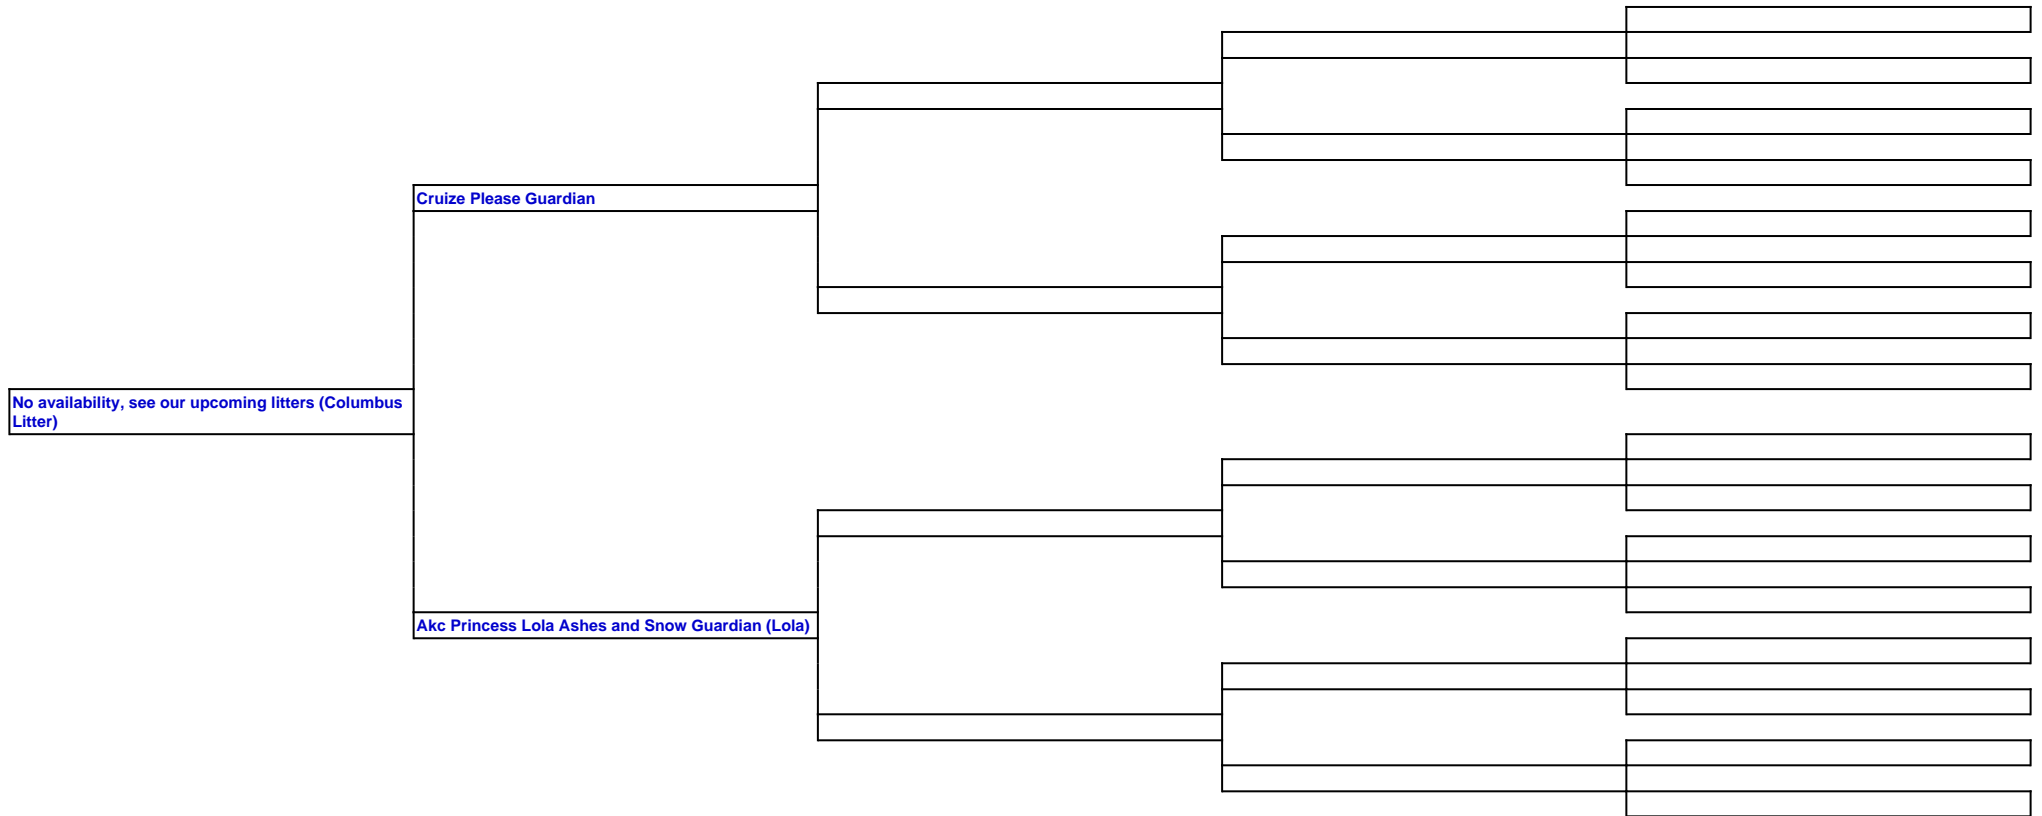 Cruize Please Guardian
No availability, see our upcoming litters (Columbus
Litter)
Akc Princess Lola Ashes and Snow Guardian (Lola)